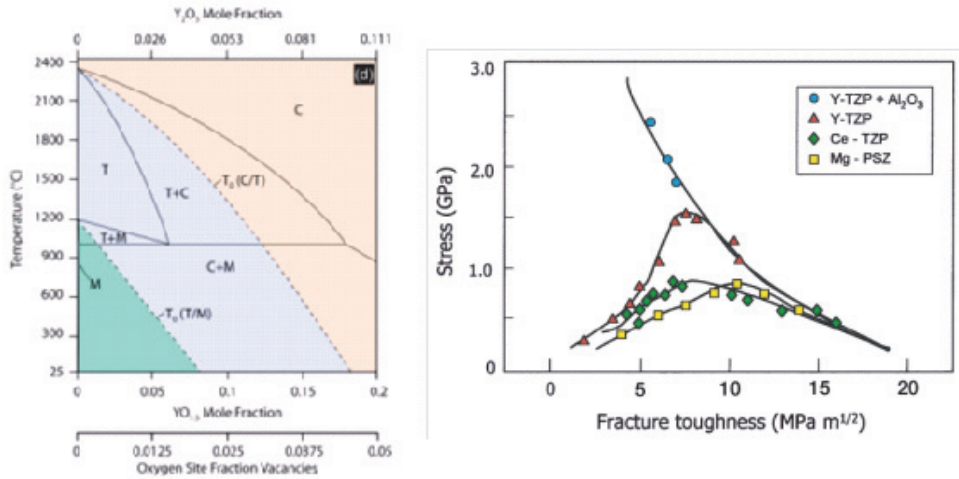 Y₂O₃, Mole Fraction
0 0.026 0.053 0.081 0.111
(d)
2400
2100
1800
1500
1200
900
600
300
25
Temperature (°C)
C
T
T₀ (C/T)
T+C
T+M
C+M
M
T₀ (T/M)
0 0.05 0.1 0.15 0.2
YO₁.₅, Mole Fraction
0 0.0125 0.025 0.0375 0.05
Oxygen Site Fraction Vacancies
3.0
2.0
1.0
0
Stress (GPa)
Y-TZP + Al₂O₃
Y-TZP
Ce - TZP
Mg - PSZ
0 5 10 15 20
Fracture toughness (MPa m¹/²)